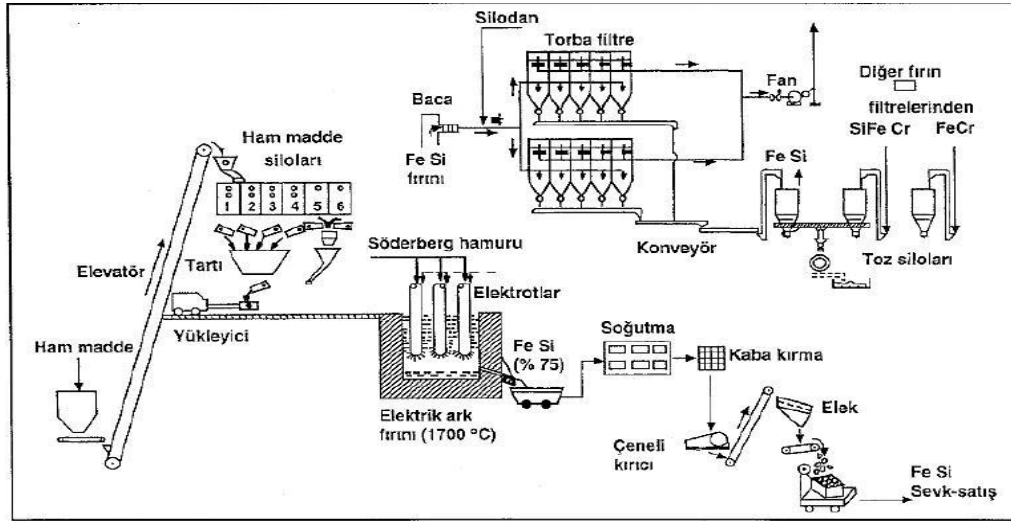 Silodan
Torba filtre
Fan
Diğer fırın
filtrelerinden
SiFe Cr
FeCr
Baca
Fe Si
fırını
Ham madde
siloları
1 2 3 4 5 6
Fe Si
Konveyör
Toz siloları
Elevatör
Tartı
Söderberg hamuru
Elektrotlar
Yükleyici
Ham madde
Fe Si
(% 75)
Soğutma
Kaba kırma
Elektrik ark
fırını (1700 °C)
Çeneli
kırıcı
Elek
Fe Si
Sevk-satış